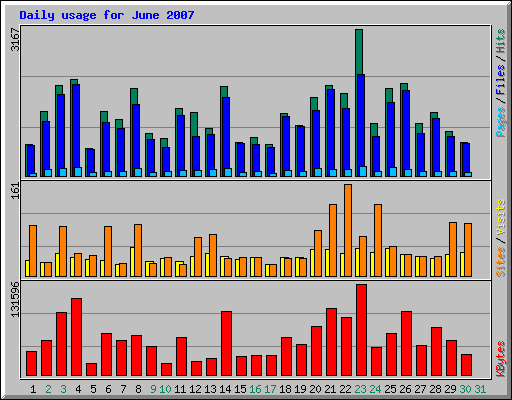 Daily usage for June 2007
3167
Pages / Files / Hits
161
Sites / Visits
131596
KBytes
1 2 3 4 5 6 7 8 9 10 11 12 13 14 15 16 17 18 19 20 21 22 23 24 25 26 27 28 29 30 31